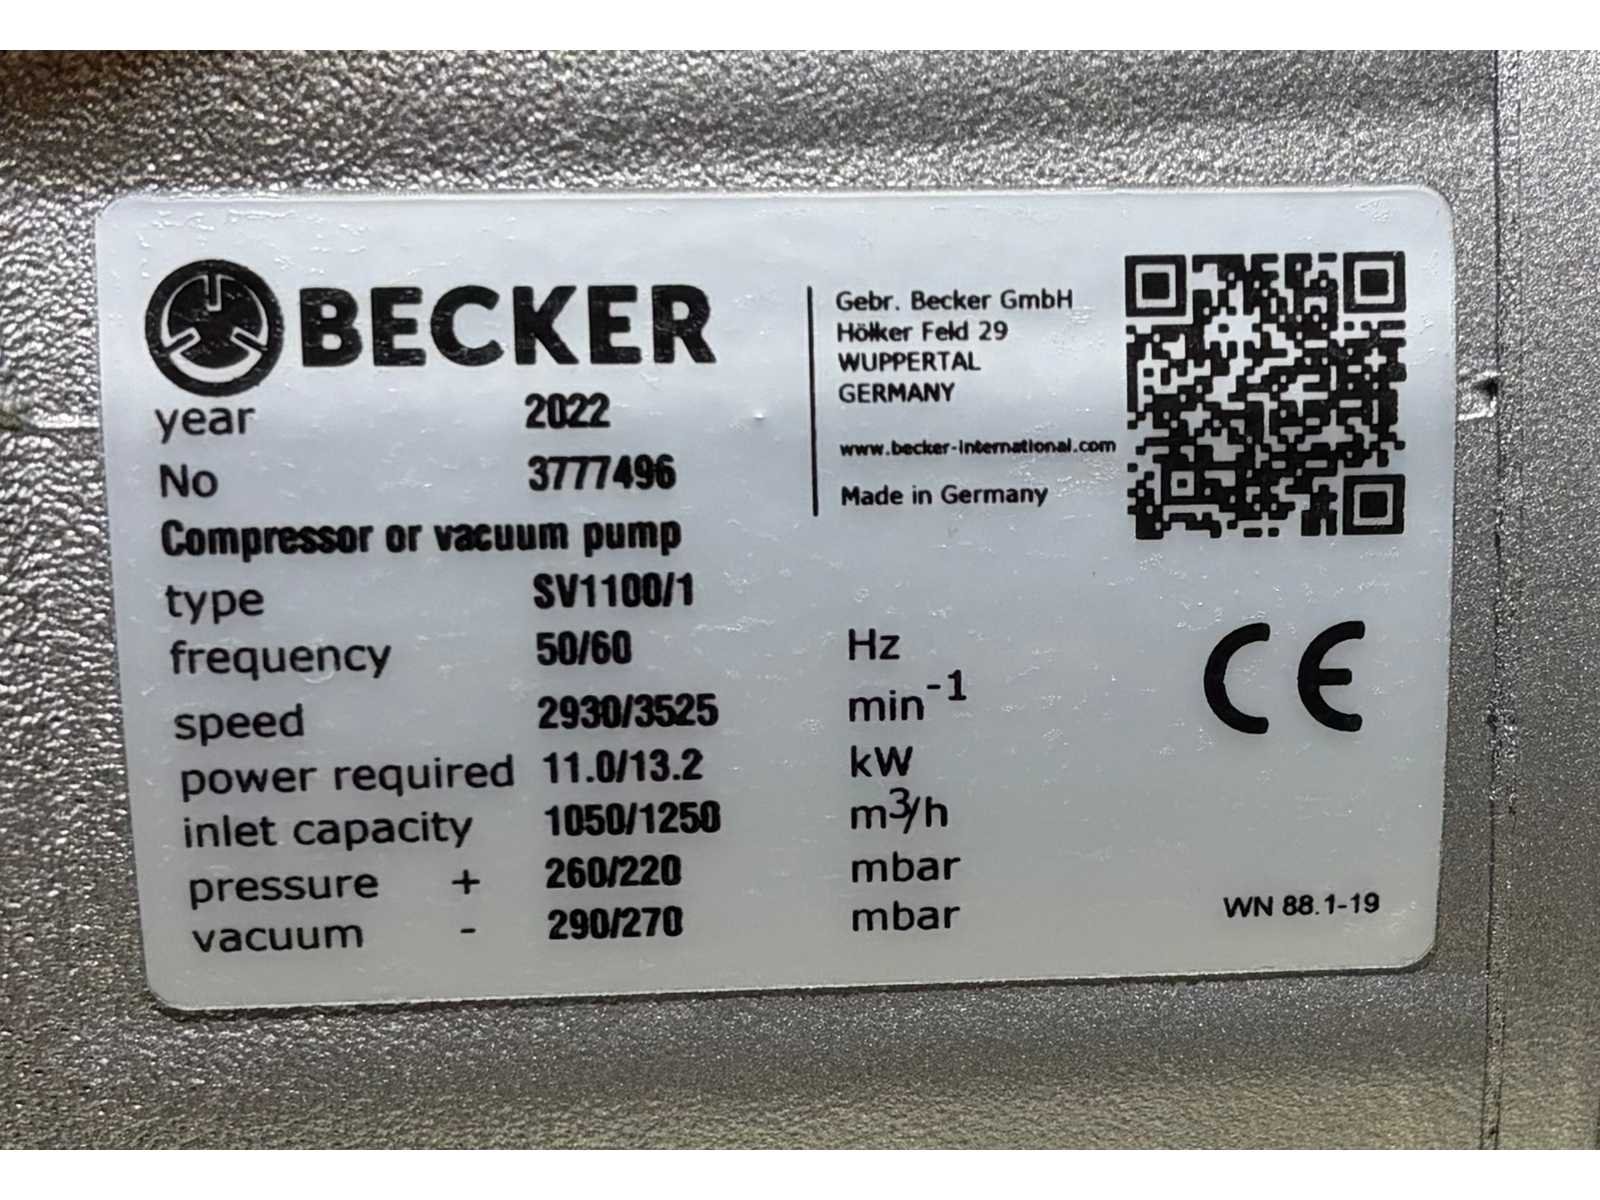 BECKER
year 2022
No 3777496
Compressor or vacuum pump
type SV1100/1
frequency 50/60 Hz
speed 2930/3525 min-1
power required 11.0/13.2 kW
inlet capacity 1050/1250 m3/h
pressure + 260/220 mbar
vacuum - 290/270 mbar
Gebr. Becker GmbH
Hölker Feld 29
WUPPERTAL
GERMANY
www.becker-international.com
Made in Germany
CE
WN 88.1-19